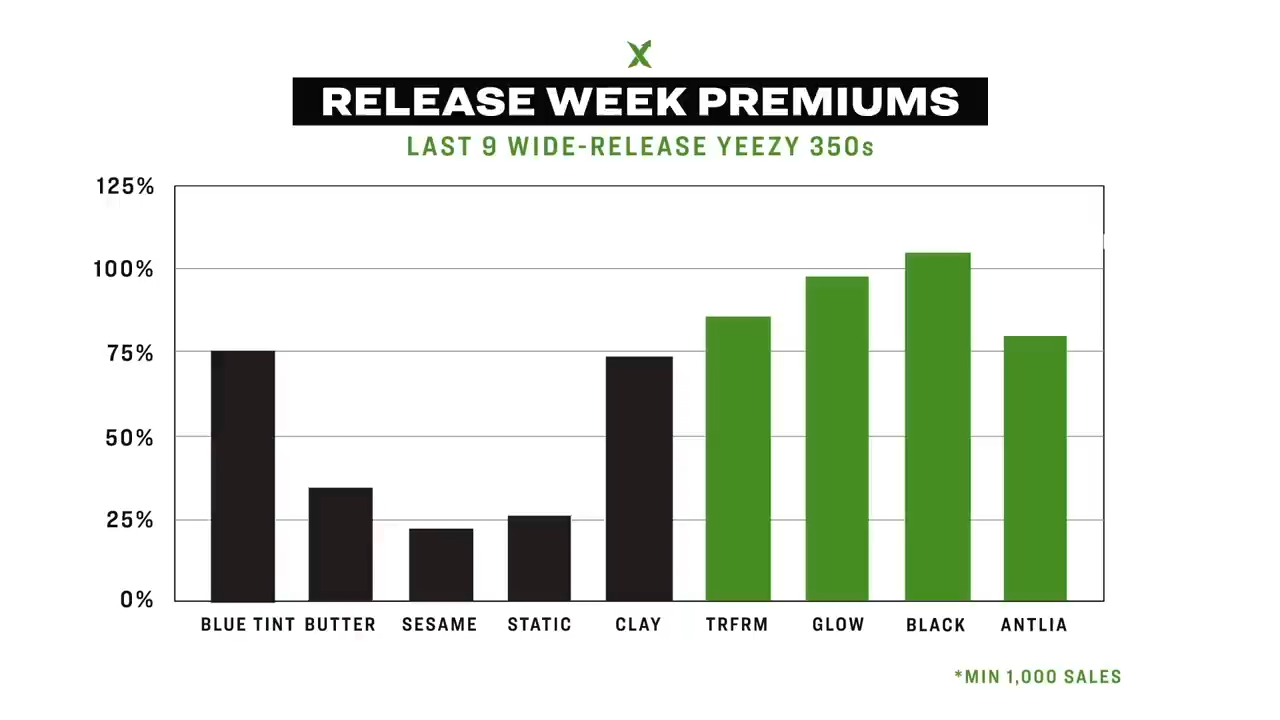 RELEASE WEEK PREMIUMS
LAST 9 WIDE-RELEASE YEEZY 350s
125%
100%
75%
50%
25%
0%
BLUE TINT BUTTER SESAME STATIC CLAY TRFRM GLOW BLACK ANTLIA
*MIN 1,000 SALES